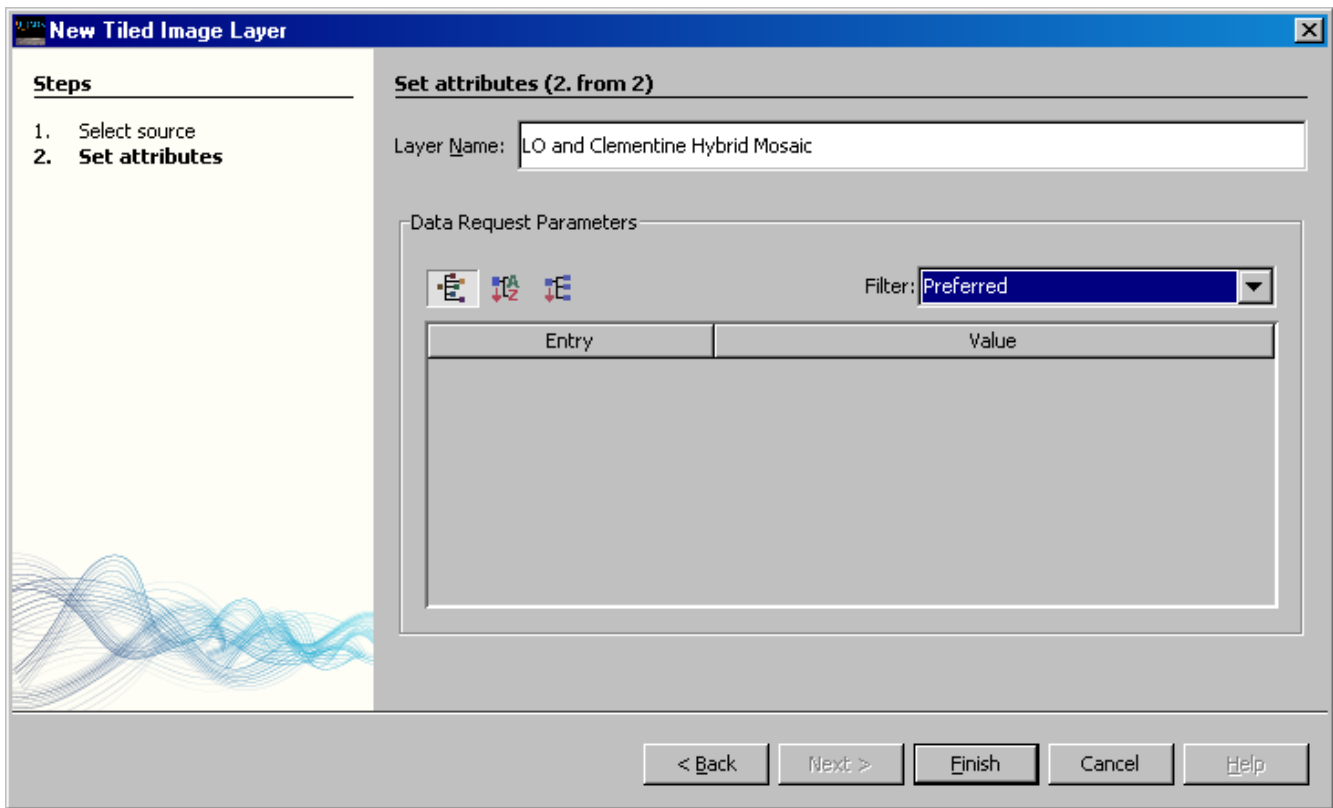 New Tiled Image Layer
Steps
1. Select source
2. Set attributes
Set attributes (2. from 2)
Layer Name: LO and Clementine Hybrid Mosaic
Data Request Parameters
Filter: Preferred
Entry Value
< Back Next > Finish Cancel Help